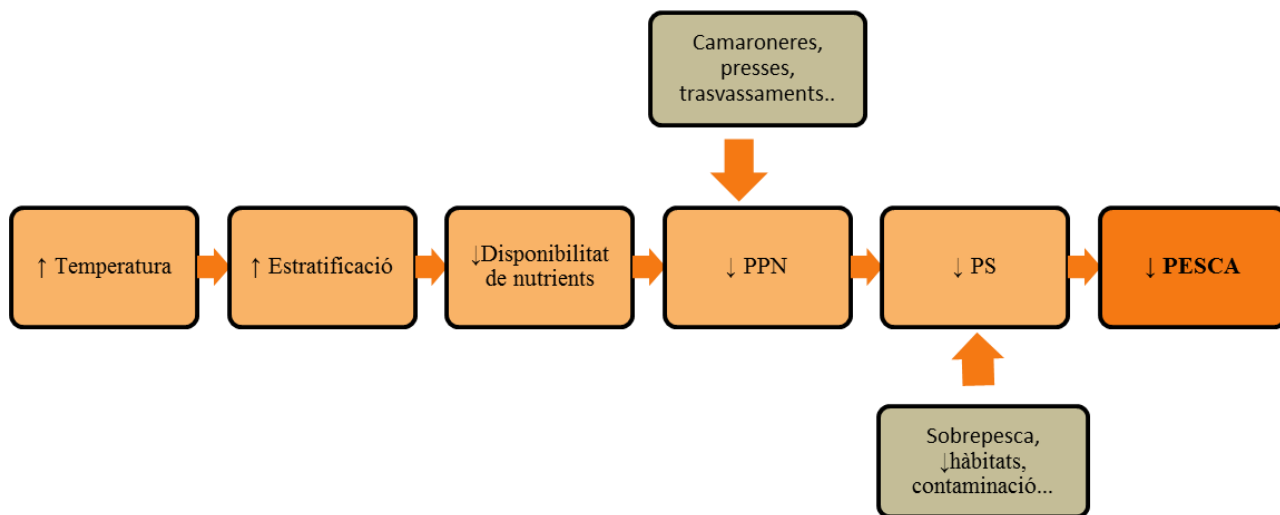 Camaroneres,
presses,
trasvassaments..
↑ Temperatura
↑ Estratificació
↓Disponibilitat
de nutrients
↓ PPN
↓ PS
↓ PESCA
Sobrepesca,
↓hàbitats,
contaminació...